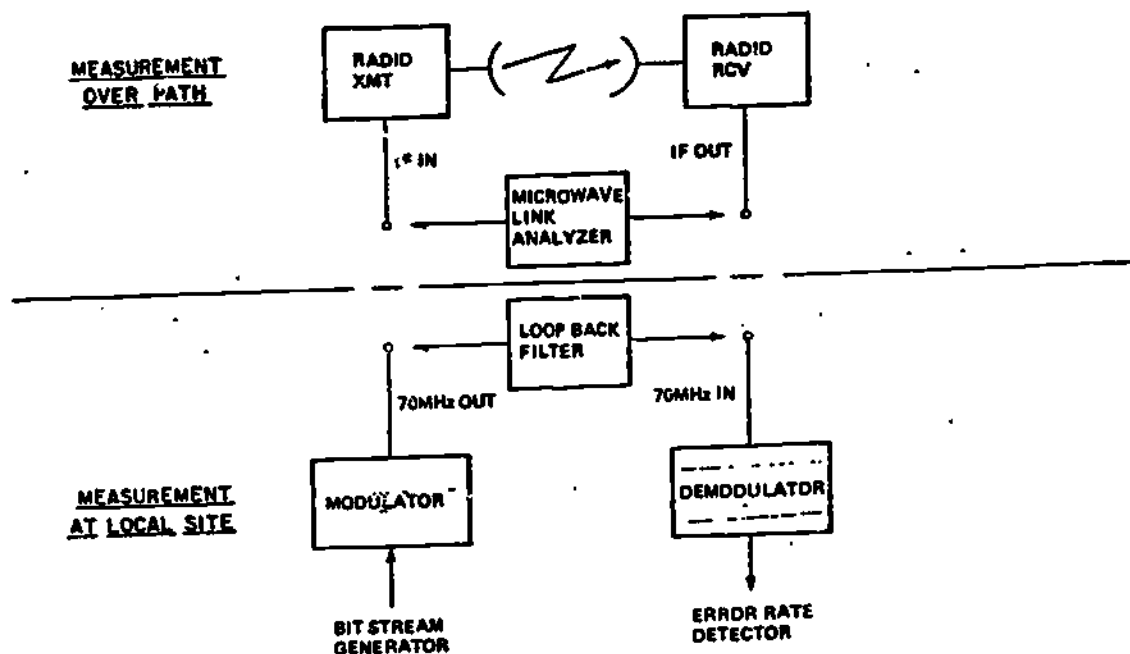 MEASUREMENT
OVER PATH
RADIO
XMT
RADIO
RCV
IN
IF OUT
MICROWAVE
LINK
ANALYZER
LOOP BACK
FILTER
70MHz OUT
70MHz IN
MEASUREMENT
AT LOCAL SITE
MODULATOR
DEMODULATOR
BIT STREAM
GENERATOR
ERROR RATE
DETECTOR